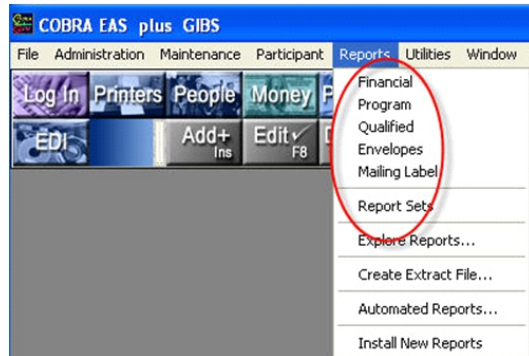 COBRA EAS plus GIBS
File Administration Maintenance Participant Reports Utilities Window
Log In Printers People Money P
EDI Add+ Ins Edit F8
Financial
Program
Qualified
Envelopes
Mailing Label
Report Sets
Explore Reports...
Create Extract File...
Automated Reports...
Install New Reports